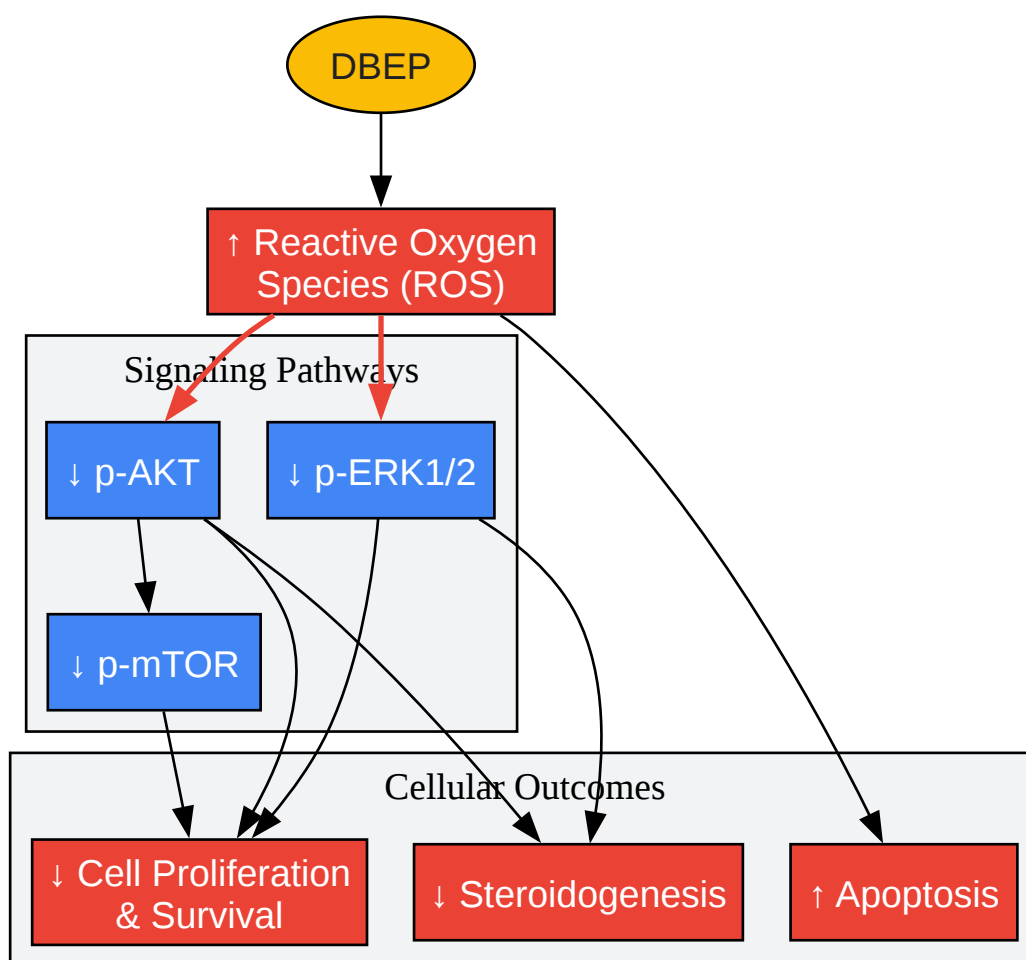 DBEP
↑ Reactive Oxygen
Species (ROS)
Signaling Pathways
↓ p-AKT
↓ p-ERK1/2
↓ p-mTOR
Cellular Outcomes
↓ Cell Proliferation
& Survival
↓ Steroidogenesis
↑ Apoptosis